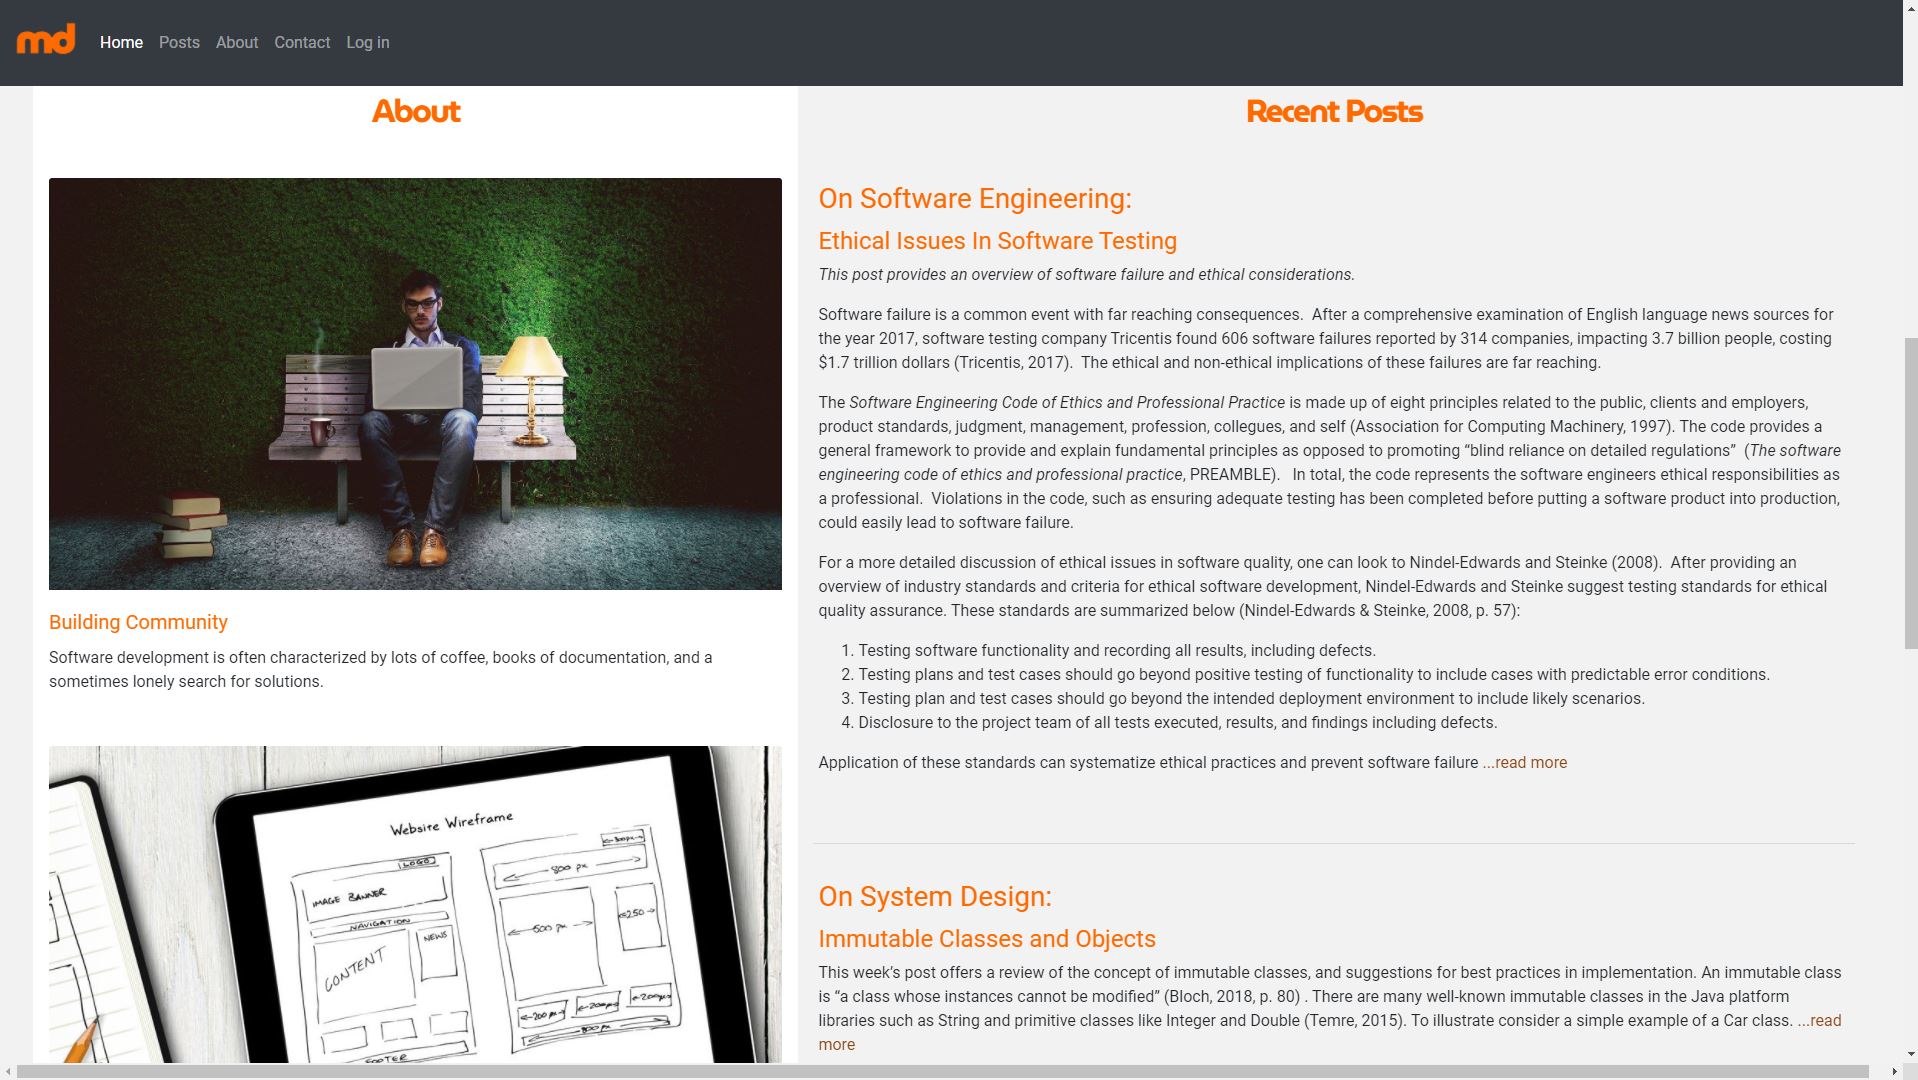 md
Home Posts About Contact Log in
About
Building Community
Software development is often characterized by lots of coffee, books of documentation, and a
sometimes lonely search for solutions.
Website Wireframe
LOGO
IMAGE BANNER
NAVIGATION
CONTENT
NEWS
FOOTER
800 px
500 px
250
200 px
800 px
Recent Posts
On Software Engineering:
Ethical Issues In Software Testing
This post provides an overview of software failure and ethical considerations.
Software failure is a common event with far reaching consequences.  After a comprehensive examination of English language news sources for
the year 2017, software testing company Tricentis found 606 software failures reported by 314 companies, impacting 3.7 billion people, costing
$1.7 trillion dollars (Tricentis, 2017).  The ethical and non-ethical implications of these failures are far reaching.
The Software Engineering Code of Ethics and Professional Practice is made up of eight principles related to the public, clients and employers,
product standards, judgment, management, profession, collegues, and self (Association for Computing Machinery, 1997). The code provides a
general framework to provide and explain fundamental principles as opposed to promoting “blind reliance on detailed regulations”  (The software
engineering code of ethics and professional practice, PREAMBLE).   In total, the code represents the software engineers ethical responsibilities as
a professional.  Violations in the code, such as ensuring adequate testing has been completed before putting a software product into production,
could easily lead to software failure.
For a more detailed discussion of ethical issues in software quality, one can look to Nindel-Edwards and Steinke (2008).  After providing an
overview of industry standards and criteria for ethical software development, Nindel-Edwards and Steinke suggest testing standards for ethical
quality assurance. These standards are summarized below (Nindel-Edwards & Steinke, 2008, p. 57):
1. Testing software functionality and recording all results, including defects.
2. Testing plans and test cases should go beyond positive testing of functionality to include cases with predictable error conditions.
3. Testing plan and test cases should go beyond the intended deployment environment to include likely scenarios.
4. Disclosure to the project team of all tests executed, results, and findings including defects.
Application of these standards can systematize ethical practices and prevent software failure ...read more
On System Design:
Immutable Classes and Objects
This week’s post offers a review of the concept of immutable classes, and suggestions for best practices in implementation. An immutable class
is “a class whose instances cannot be modified” (Bloch, 2018, p. 80) . There are many well-known immutable classes in the Java platform
libraries such as String and primitive classes like Integer and Double (Temre, 2015). To illustrate consider a simple example of a Car class. ...read
more